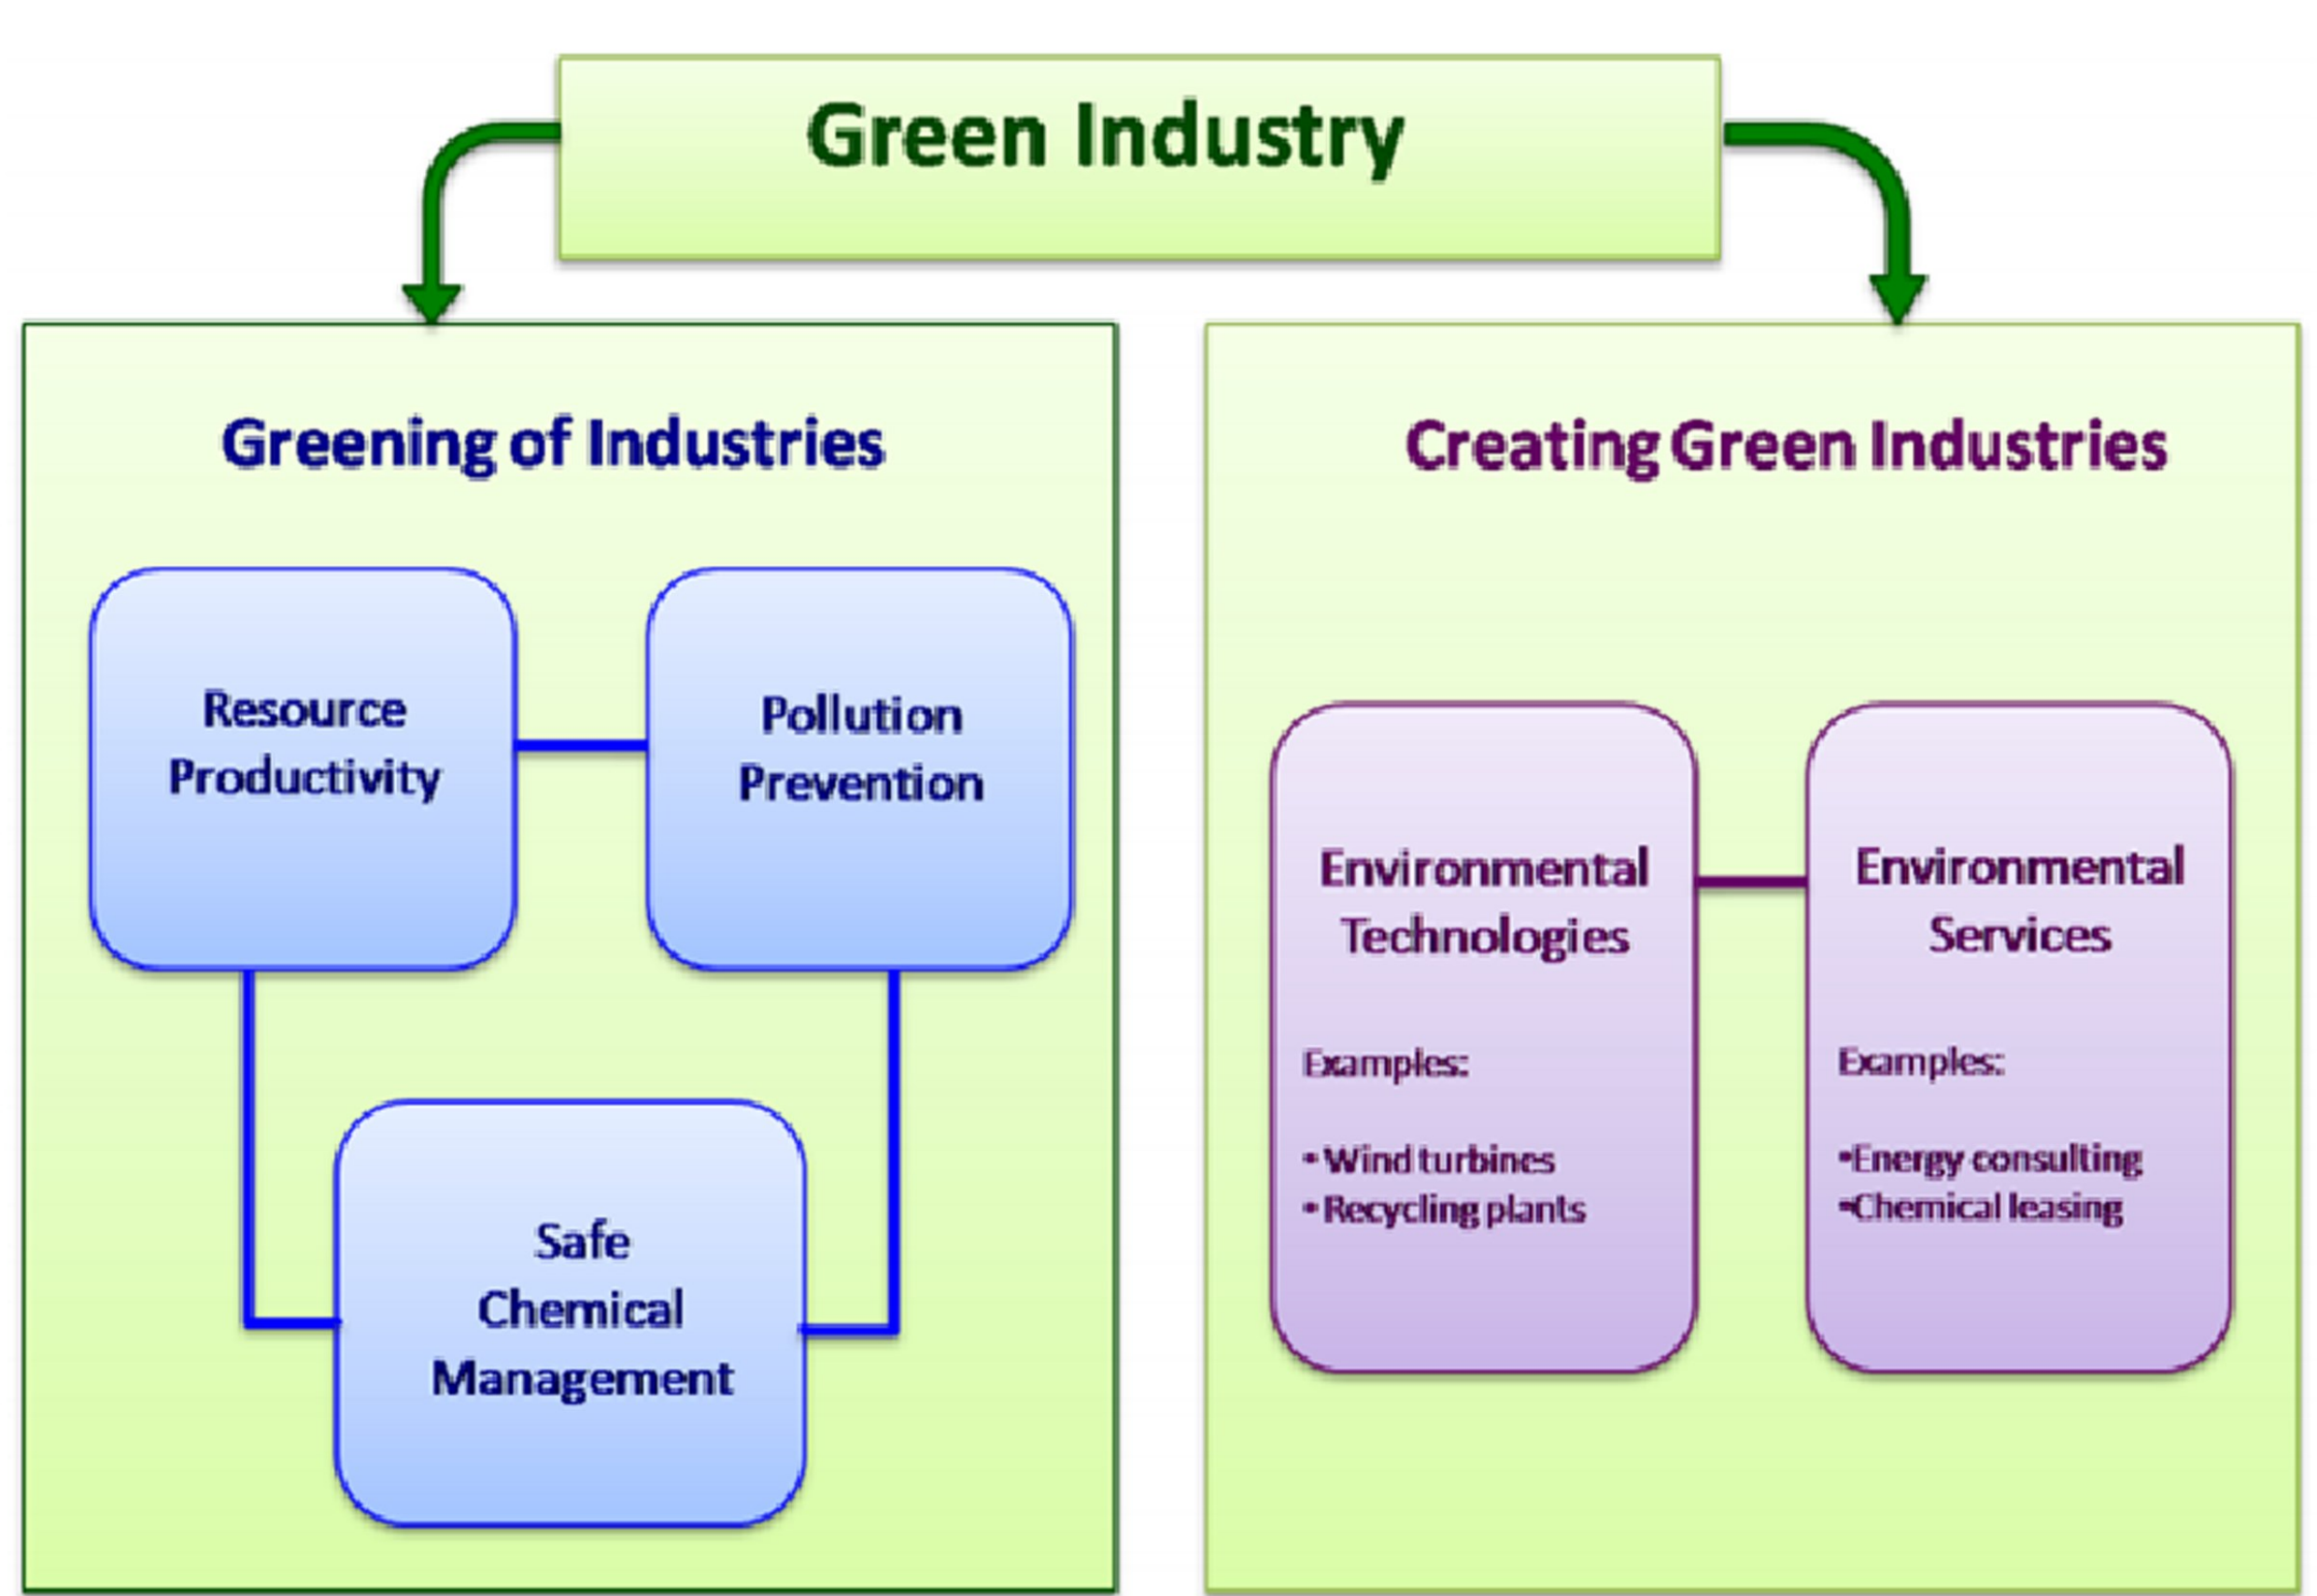 Green Industry
Greening of Industries
Resource
Productivity
Pollution
Prevention
Safe
Chemical
Management
Creating Green Industries
Environmental
Technologies
Examples:
• Wind turbines
• Recycling plants
Environmental
Services
Examples:
•Energy consulting
•Chemical leasing